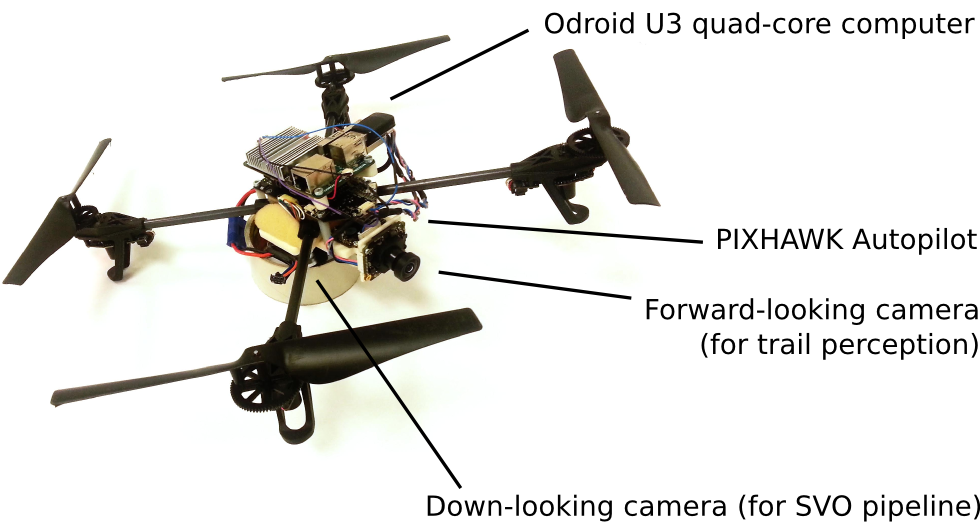 Odroid U3 quad-core computer
PIXHAWK Autopilot
Forward-looking camera
(for trail perception)
Down-looking camera (for SVO pipeline)